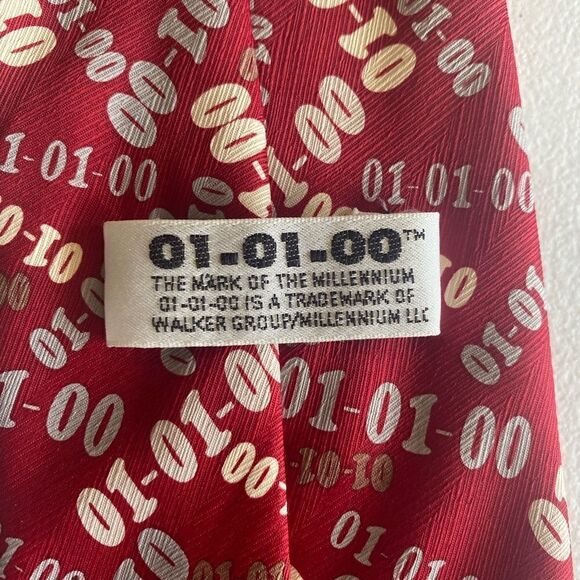 01-01-00™
THE MARK OF THE MILLENNIUM
01-01-00 IS A TRADEMARK OF
WALKER GROUP/MILLENNIUM LLC
01-01-00
01-01-00
01-01-00
01-01-00